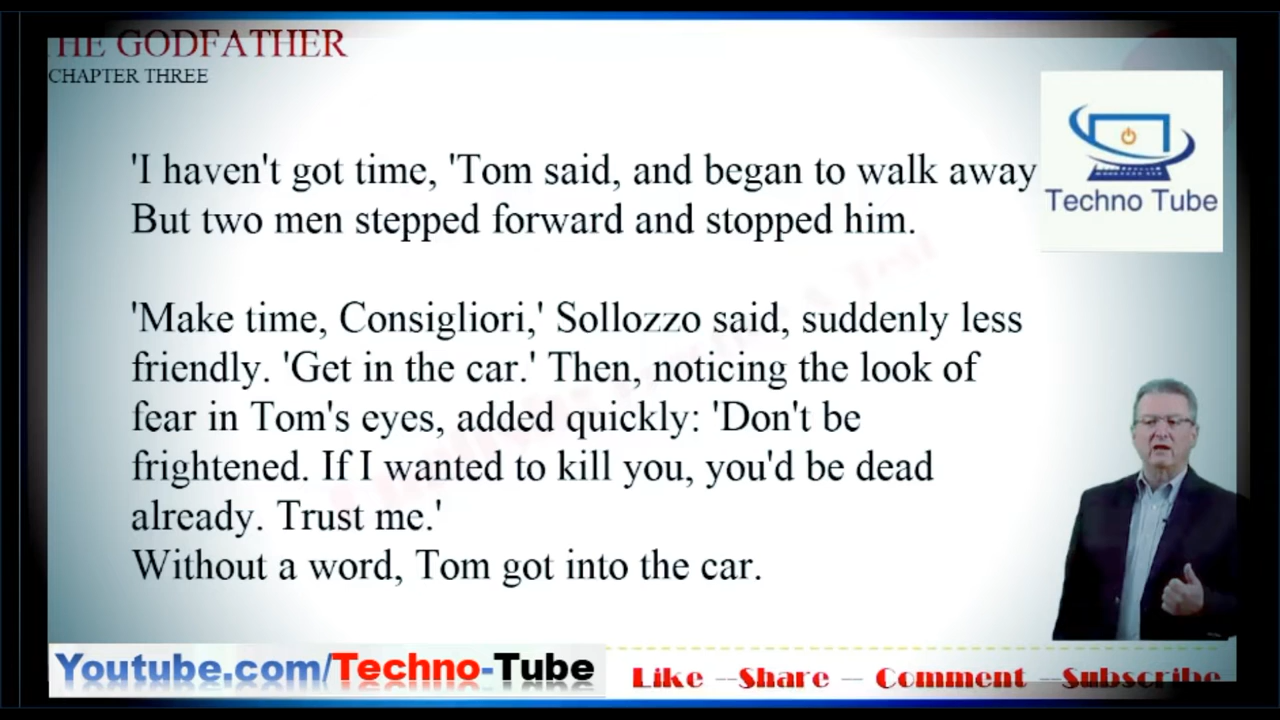 THE GODFATHER
CHAPTER THREE
'I haven't got time, 'Tom said, and began to walk away
But two men stepped forward and stopped him.
'Make time, Consigliori,' Sollozzo said, suddenly less
friendly. 'Get in the car.' Then, noticing the look of
fear in Tom's eyes, added quickly: 'Don't be
frightened. If I wanted to kill you, you'd be dead
already. Trust me.'
Without a word, Tom got into the car.
Techno Tube
Youtube.com/Techno-Tube
Like --Share -- Comment --Subscribe